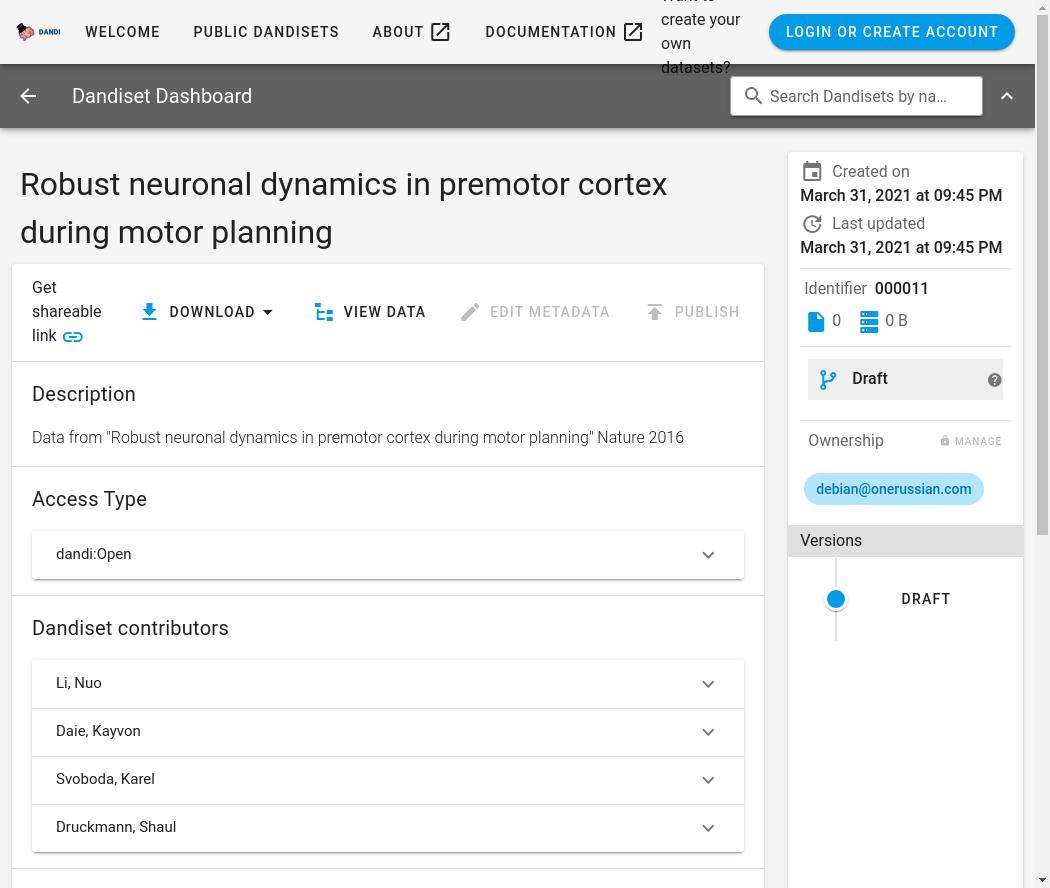 DANDI
WELCOME
PUBLIC DANDISETS
ABOUT
DOCUMENTATION
create your
own
datasets?
LOGIN OR CREATE ACCOUNT
Dandiset Dashboard
Search Dandisets by na...
Robust neuronal dynamics in premotor cortex
during motor planning
Get
shareable
link
DOWNLOAD
VIEW DATA
EDIT METADATA
PUBLISH
Description
Data from "Robust neuronal dynamics in premotor cortex during motor planning" Nature 2016
Access Type
dandi:Open
Dandiset contributors
Li, Nuo
Daie, Kayvon
Svoboda, Karel
Druckmann, Shaul
Created on
March 31, 2021 at 09:45 PM
Last updated
March 31, 2021 at 09:45 PM
Identifier 000011
0
0 B
Draft
Ownership
MANAGE
debian@onerussian.com
Versions
DRAFT